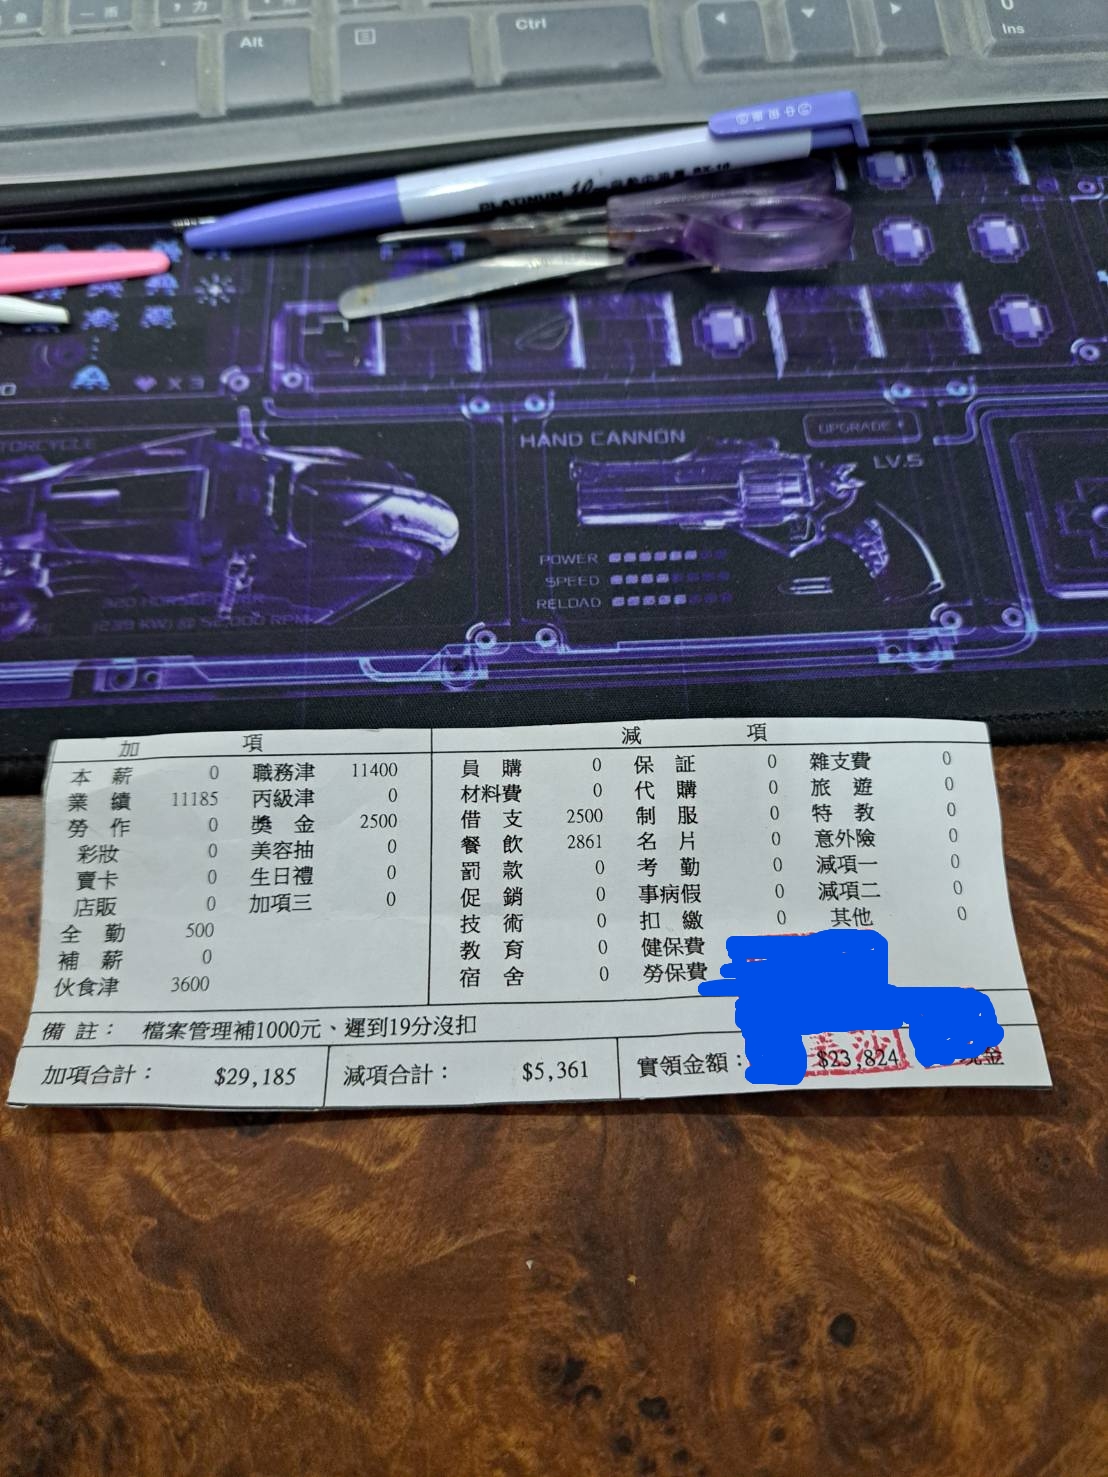 Alt
Ctrl
0
Ins
PLATINUM
X 3
HAND CANNON
UPGRADE
LV.5
POWER
SPEED
RELOAD
加 項 減 項
本 薪 0 職務津 11400 員 購 0 保 証 0 雜支費 0
業 績 11185 丙級津 0 材料費 0 代 購 0 旅 遊 0
勞 作 0 獎 金 2500 借 支 2500 制 服 0 特 教 0
彩妝 0 美容抽 0 餐 飲 2861 名 片 0 意外險 0
賣卡 0 生日禮 0 罰 款 0 考 勤 0 減項一 0
店販 0 加項三 0 促 銷 0 事病假 0 減項二 0
全 勤 500 技 術 0 扣 繳 0 其他 0
補 薪 0 教 育 0 健保費
伙食津 3600 宿 舍 0 勞保費
備 註： 檔案管理補1000元、遲到19分沒扣
加項合計： $29,185 減項合計： $5,361 實領金額： $23,824 現金